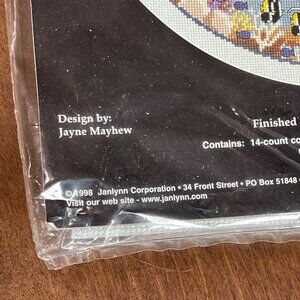 Design by:
Jayne Mayhew
Finished
Contains: 14-count co
© 1998 Janlynn Corporation • 34 Front Street • PO Box 51848 •
Visit our web site - www.janlynn.com